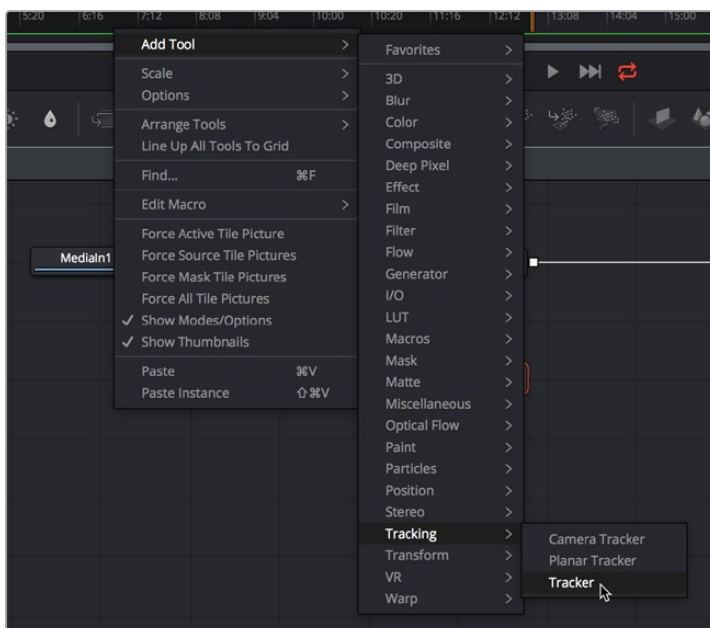 5:20 6:16 7:12 8:08 9:04 10:00 10:20 11:16 12:12 13:08 14:04 15:00
Add Tool >
Scale >
Options >
Arrange Tools >
Line Up All Tools To Grid
Find... ⌘F
Edit Macro >
Force Active Tile Picture
Force Source Tile Pictures
Force Mask Tile Pictures
Force All Tile Pictures
✓ Show Modes/Options
✓ Show Thumbnails
Paste ⌘V
Paste Instance ⇧⌘V
MediaIn1
Favorites >
3D >
Blur >
Color >
Composite >
Deep Pixel >
Effect >
Film >
Filter >
Flow >
Generator >
I/O >
LUT >
Macros >
Mask >
Matte >
Miscellaneous >
Optical Flow >
Paint >
Particles >
Position >
Stereo >
Tracking >
Transform >
VR >
Warp >
Camera Tracker
Planar Tracker
Tracker